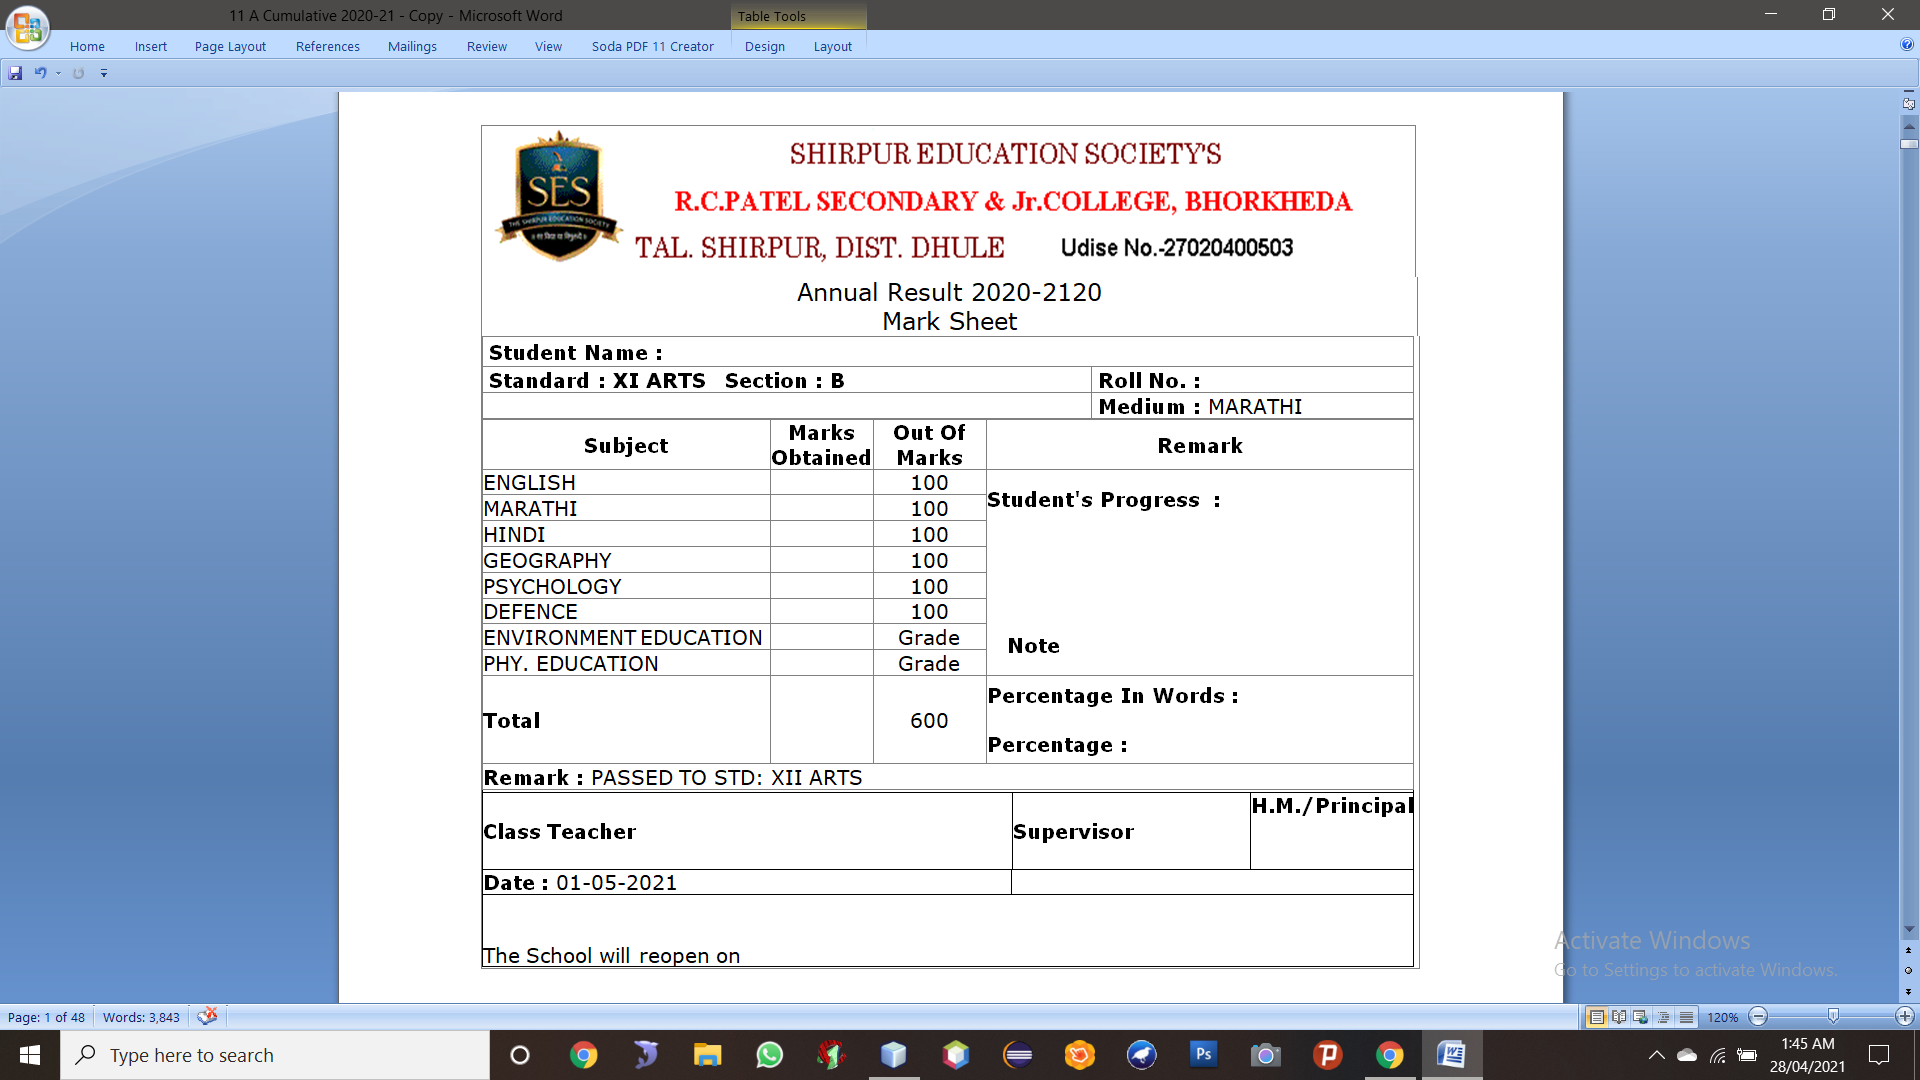 11 A Cumulative 2020-21 - Copy - Microsoft Word
Table Tools
Home Insert Page Layout References Mailings Review View Soda PDF 11 Creator Design Layout
SES
THE SHIRPUR EDUCATION SOCIETY
SHIRPUR EDUCATION SOCIETY'S
R.C.PATEL SECONDARY & Jr.COLLEGE, BHORKHEDA
TAL. SHIRPUR, DIST. DHULE Udise No.-27020400503
Annual Result 2020-2120
Mark Sheet
Student Name :
Standard : XI ARTS Section : B Roll No. :
Medium : MARATHI
Subject Marks Obtained Out Of Marks Remark
ENGLISH 100
Student's Progress :
MARATHI 100
HINDI 100
GEOGRAPHY 100
PSYCHOLOGY 100
DEFENCE 100
ENVIRONMENT EDUCATION Grade
Note
PHY. EDUCATION Grade
Percentage In Words :
Total 600
Percentage :
Remark : PASSED TO STD: XII ARTS
H.M./Principal
Class Teacher Supervisor
Date : 01-05-2021
The School will reopen on
Activate Windows
Go to Settings to activate Windows.
Page: 1 of 48 Words: 3,843 120%
Type here to search
Ps
1:45 AM
28/04/2021